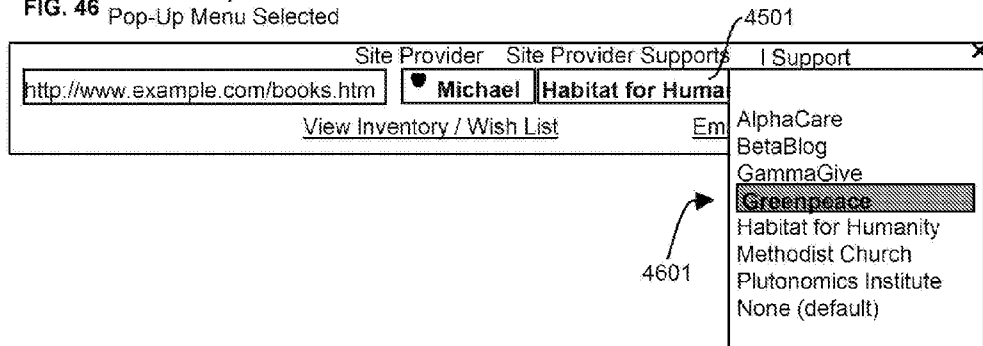 FIG. 46 Pop-Up Menu Selected
4501
Site Provider Site Provider Supports I Support x
http://www.example.com/books.htm Michael Habitat for Huma
View Inventory / Wish List Em
AlphaCare
BetaBlog
GammaGive
Greenpeace
Habitat for Humanity
Methodist Church
Plutonomics Institute
None (default)
4601